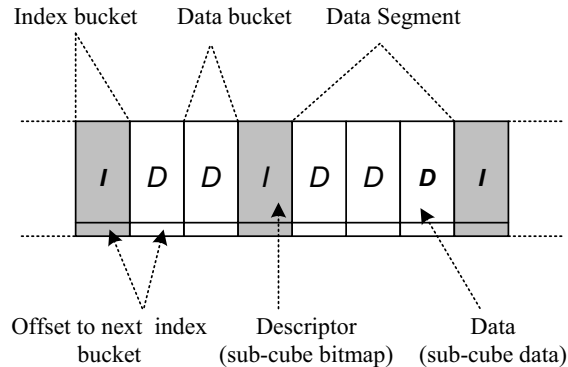 Index bucket Data bucket Data Segment
I D D I D D D I
Offset to next index Descriptor Data
bucket (sub-cube bitmap) (sub-cube data)